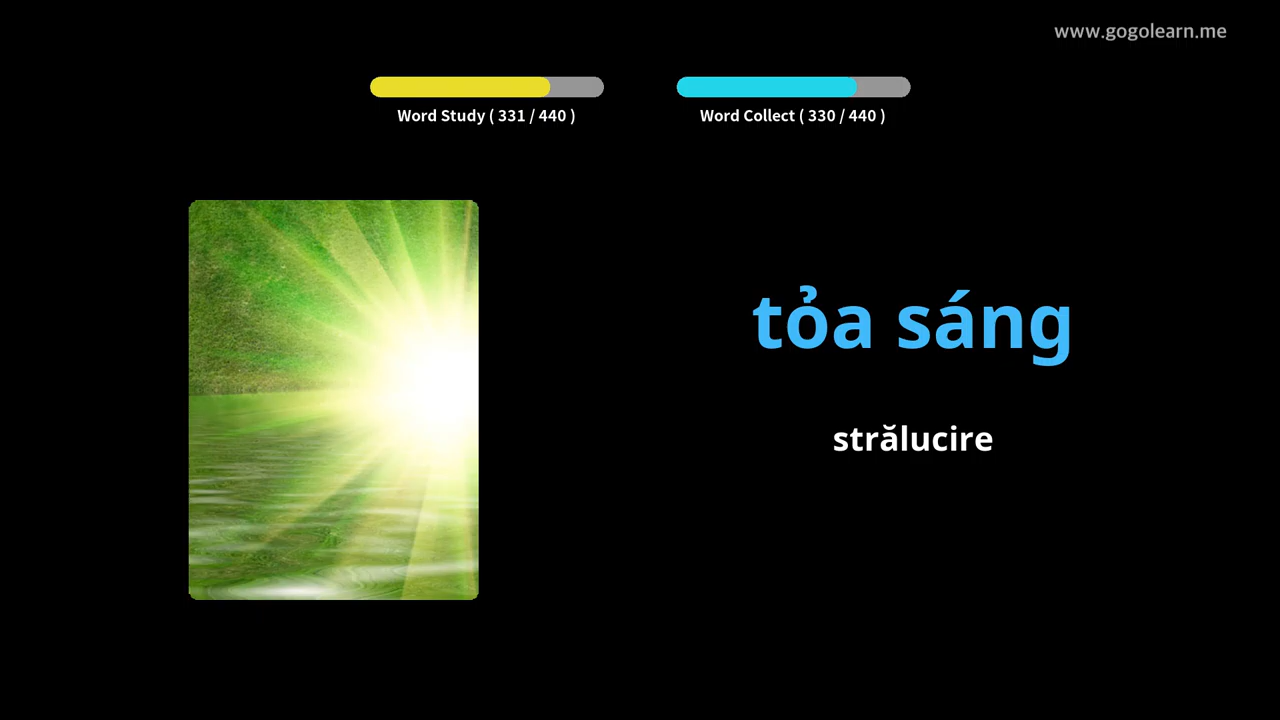 www.gogolearn.me
Word Study ( 331 / 440 )
Word Collect ( 330 / 440 )
tỏa sáng
strălucire